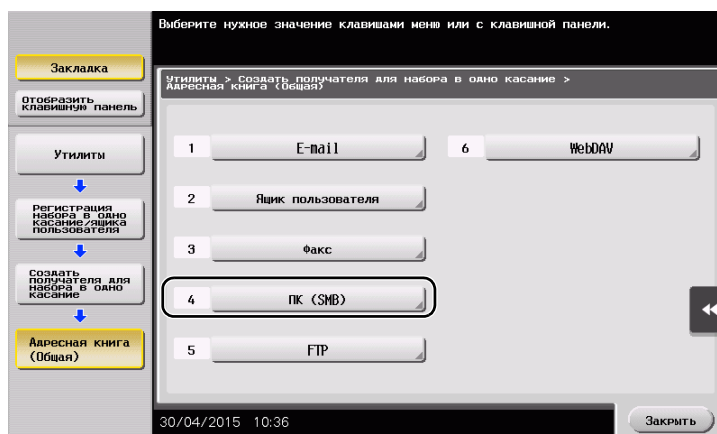 Выберите нужное значение клавишами меню или с клавишной панели.
Закладка
Отобразить
клавишную панель
Утилиты
Регистрация
набора в одно
касание/ящика
пользователя
Создать
получателя для
набора в одно
касание
Адресная книга
(Общая)
Утилиты > Создать получателя для набора в одно касание >
Адресная книга (Общая)
1 E-mail
6 WebDAV
2 Ящик пользователя
3 Факс
4 ПК (SMB)
5 FTP
30/04/2015 10:36
Закрыть